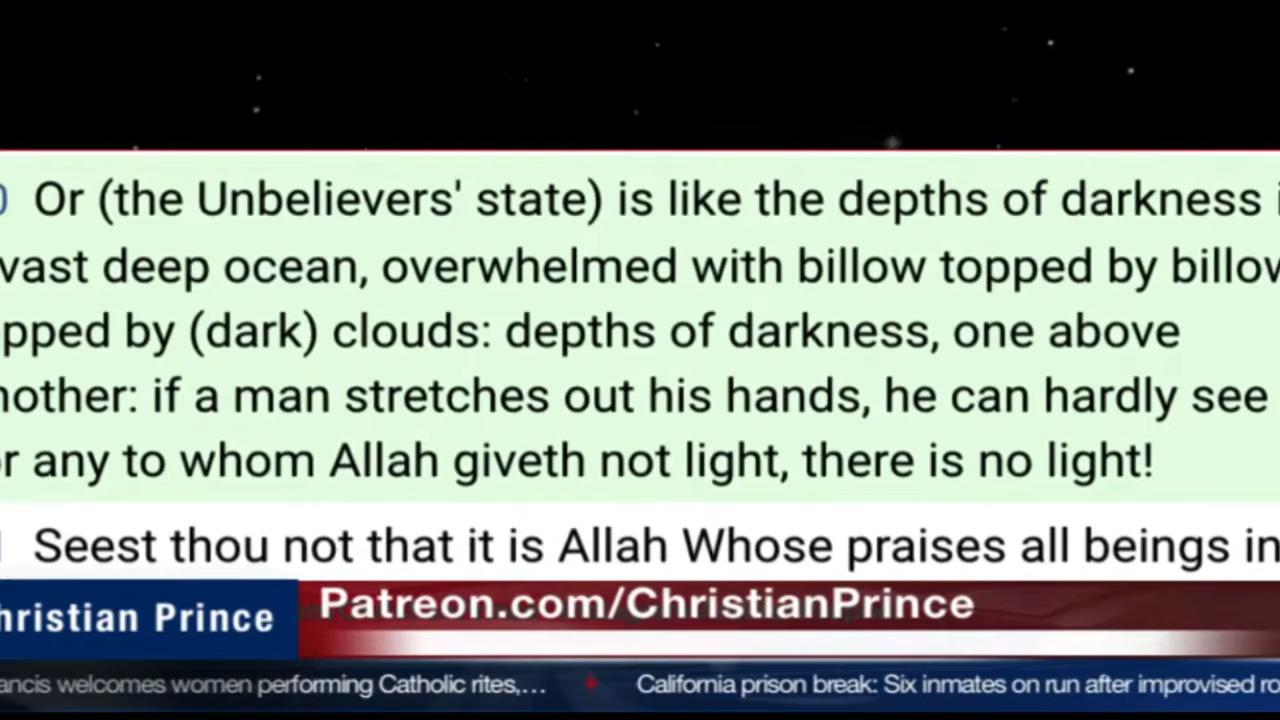 0 Or (the Unbelievers' state) is like the depths of darkness i
vast deep ocean, overwhelmed with billow topped by billow
pped by (dark) clouds: depths of darkness, one above
nother: if a man stretches out his hands, he can hardly see
r any to whom Allah giveth not light, there is no light!
Seest thou not that it is Allah Whose praises all beings in
hristian Prince
Patreon.com/ChristianPrince
ancis welcomes women performing Catholic rites,... California prison break: Six inmates on run after improvised ro